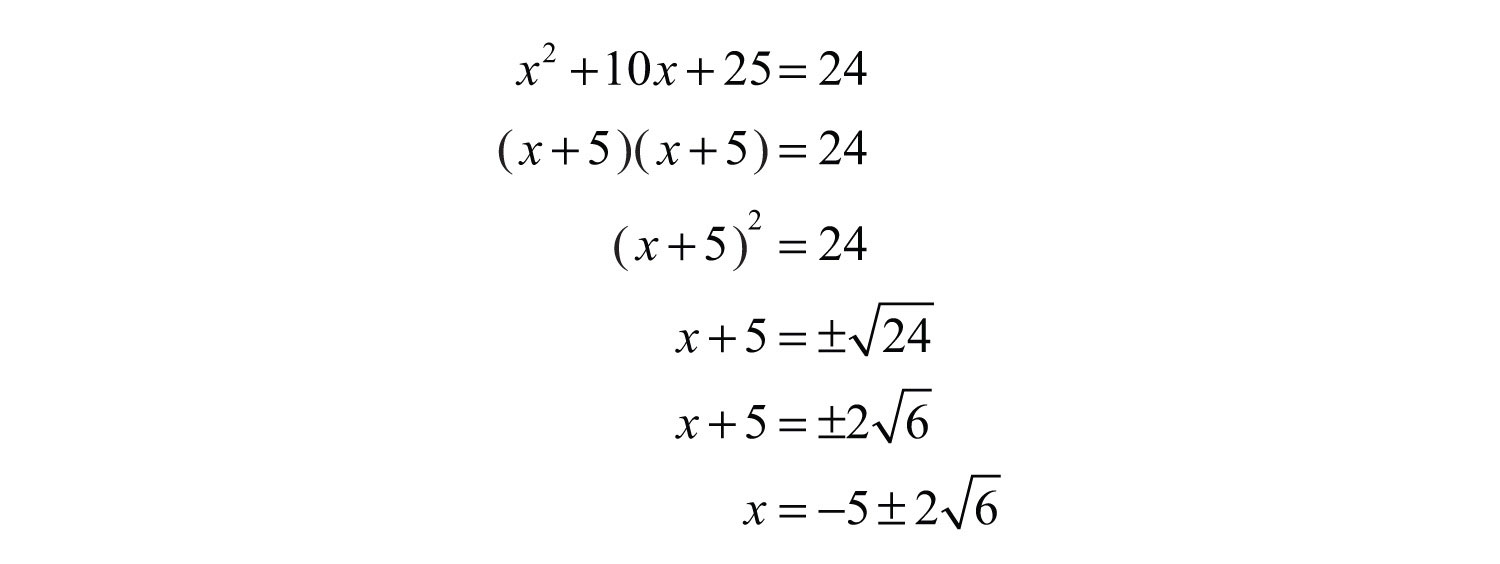 x² + 10x + 25 = 24
(x + 5)(x + 5) = 24
(x + 5)² = 24
x + 5 = ±√24
x + 5 = ±2√6
x = −5 ± 2√6